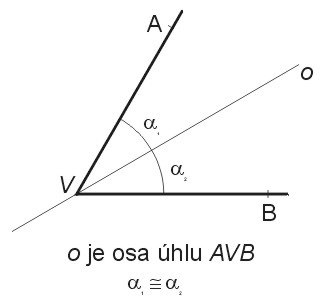 A
o
α₁
α₂
V
B
o je osa úhlu AVB
α₁ ≅ α₂